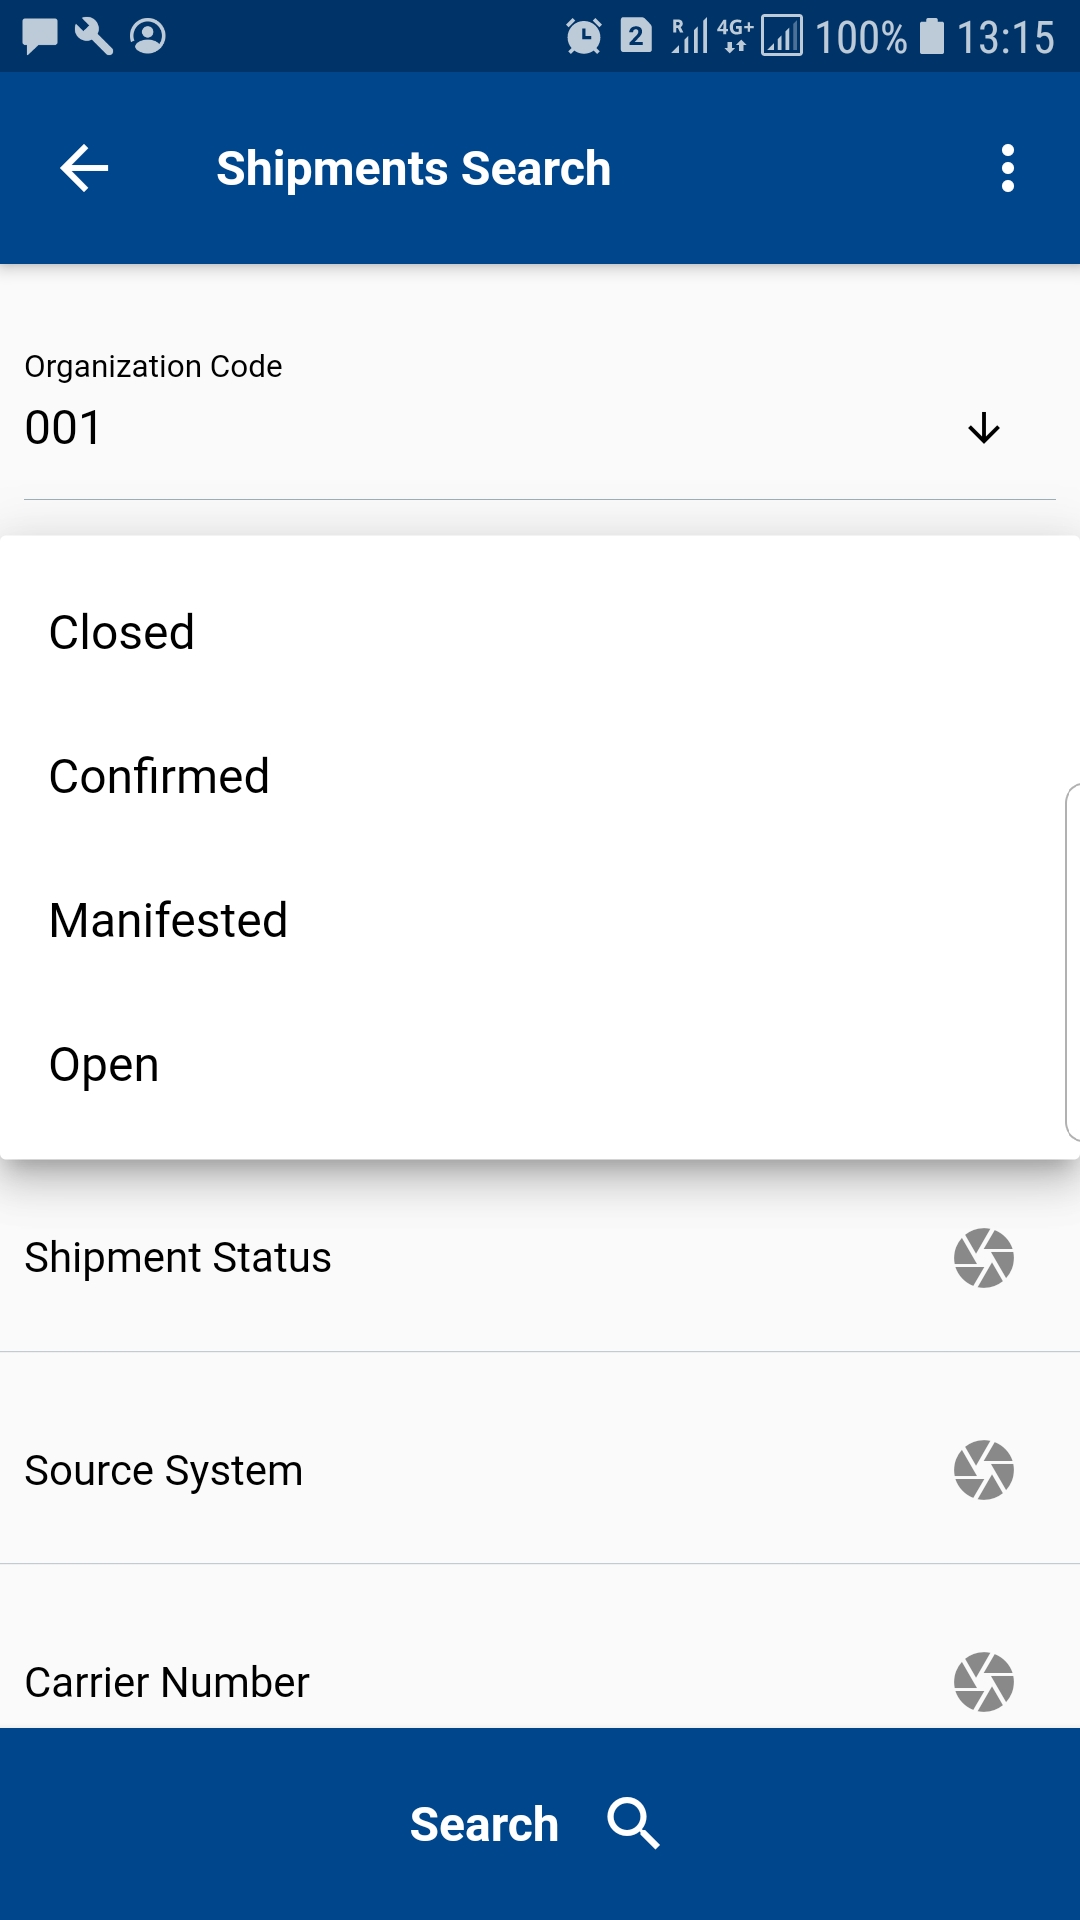 2 R 4G+ 100% 13:15
Shipments Search
Organization Code
001
Closed
Confirmed
Manifested
Open
Shipment Status
Source System
Carrier Number
Search